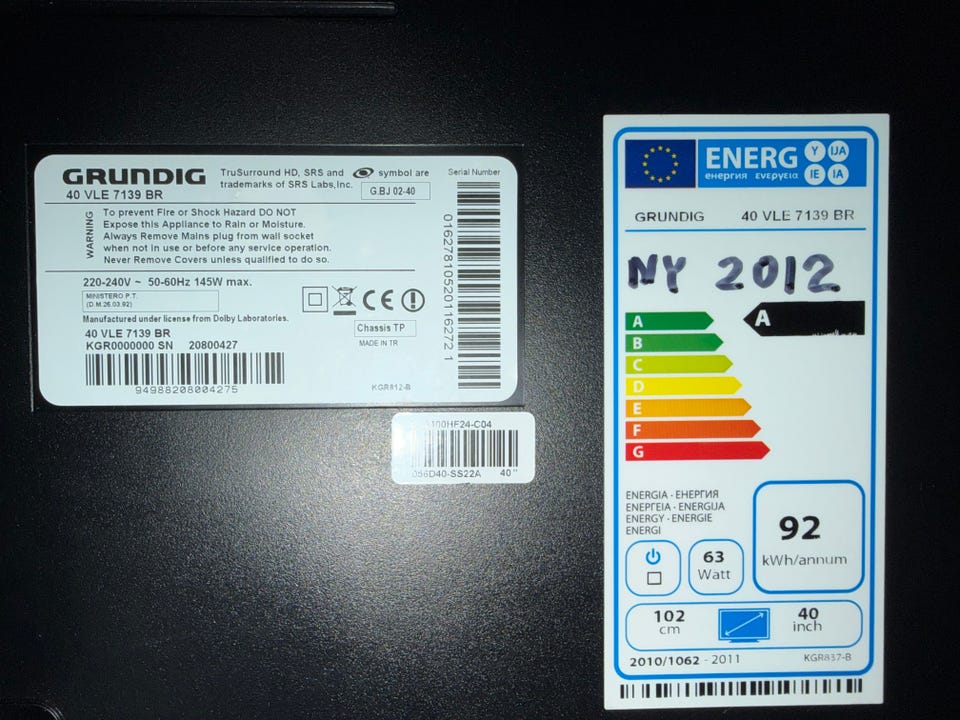 GRUNDIG
40 VLE 7139 BR
TruSurround HD, SRS and symbol are
trademarks of SRS Labs,Inc.
G.BJ 02-40
Serial Number
01627810520116272 1
WARNING
To prevent Fire or Shock Hazard DO NOT
Expose this Appliance to Rain or Moisture.
Always Remove Mains plug from wall socket
when not in use or before any service operation.
Never Remove Covers unless qualified to do so.
220-240V ~ 50-60Hz 145W max.
MINISTERO P.T.
(D.M.26.03.92)
CE
Manufactured under license from Dolby Laboratories.
Chassis TP
40 VLE 7139 BR
MADE IN TR
KGR0000000 SN 20800427
94988208004275
KGR812-B
100HF24-C04
056D40-SS22A 40"
ENERG Y IJA
енергия ενεργεια IE IA
GRUNDIG 40 VLE 7139 BR
NY 2012
A
A
B
C
D
E
F
G
ENERGIA · ЕНЕРГИЯ
ΕΝΕΡΓΕΙΑ · ENERGIJA
ENERGY · ENERGIE
ENERGI
92
kWh/annum
63
Watt
102
cm
40
inch
2010/1062 - 2011
KGR837-B